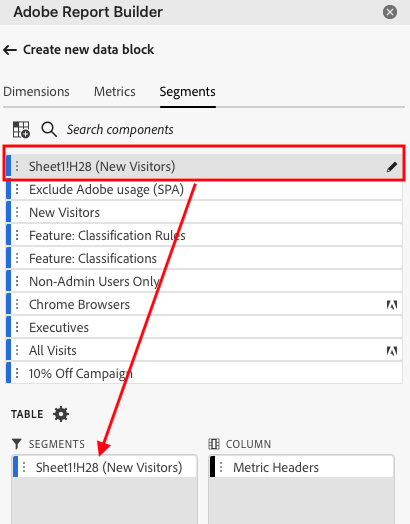 Adobe Report Builder
Create new data block
Dimensions Metrics Segments
Search components
Sheet1!H28 (New Visitors)
Exclude Adobe usage (SPA)
New Visitors
Feature: Classification Rules
Feature: Classifications
Non-Admin Users Only
Chrome Browsers
Executives
All Visits
10% Off Campaign
TABLE
SEGMENTS COLUMN
Sheet1!H28 (New Visitors) Metric Headers